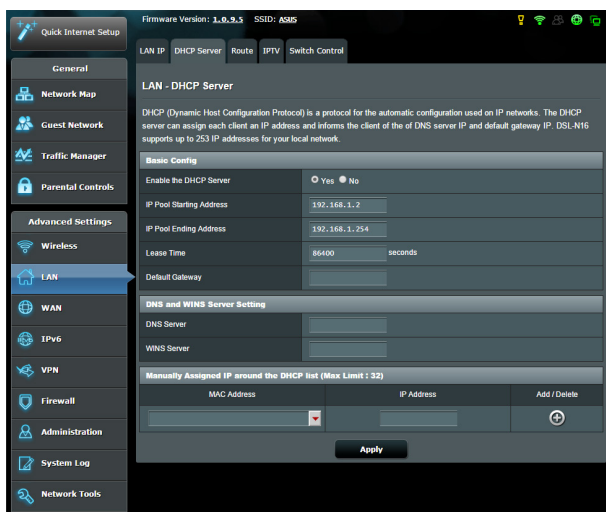 Quick Internet Setup
General
Network Map
Guest Network
Traffic Manager
Parental Controls
Advanced Settings
Wireless
LAN
WAN
IPv6
VPN
Firewall
Administration
System Log
Network Tools
Firmware Version: 1.0.9.5 SSID: ASUS
LAN IP DHCP Server Route IPTV Switch Control
LAN - DHCP Server
DHCP (Dynamic Host Configuration Protocol) is a protocol for the automatic configuration used on IP networks. The DHCP
server can assign each client an IP address and informs the client of the of DNS server IP and default gateway IP. DSL-N16
supports up to 253 IP addresses for your local network.
Basic Config
Enable the DHCP Server Yes No
IP Pool Starting Address 192.168.1.2
IP Pool Ending Address 192.168.1.254
Lease Time 86400 seconds
Default Gateway
DNS and WINS Server Setting
DNS Server
WINS Server
Manually Assigned IP around the DHCP list (Max Limit : 32)
MAC Address IP Address Add / Delete
Apply